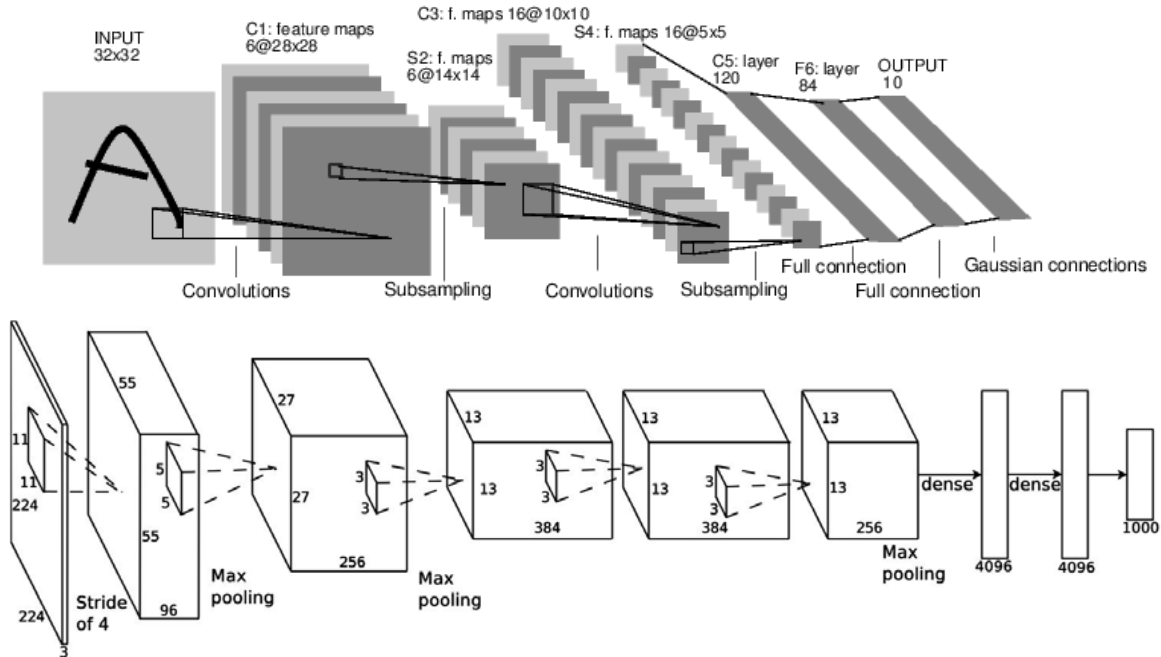 INPUT
32x32
C1: feature maps
6@28x28
S2: f. maps
6@14x14
C3: f. maps 16@10x10
S4: f. maps 16@5x5
C5: layer
120
F6: layer
84
OUTPUT
10
Convolutions
Subsampling
Convolutions
Subsampling
Full connection
Full connection
Gaussian connections
11
11
224
224
3
Stride
of 4
55
55
5
5
96
Max
pooling
27
27
3
3
256
Max
pooling
13
13
3
3
384
13
13
3
3
384
13
13
256
Max
pooling
dense
4096
dense
4096
1000